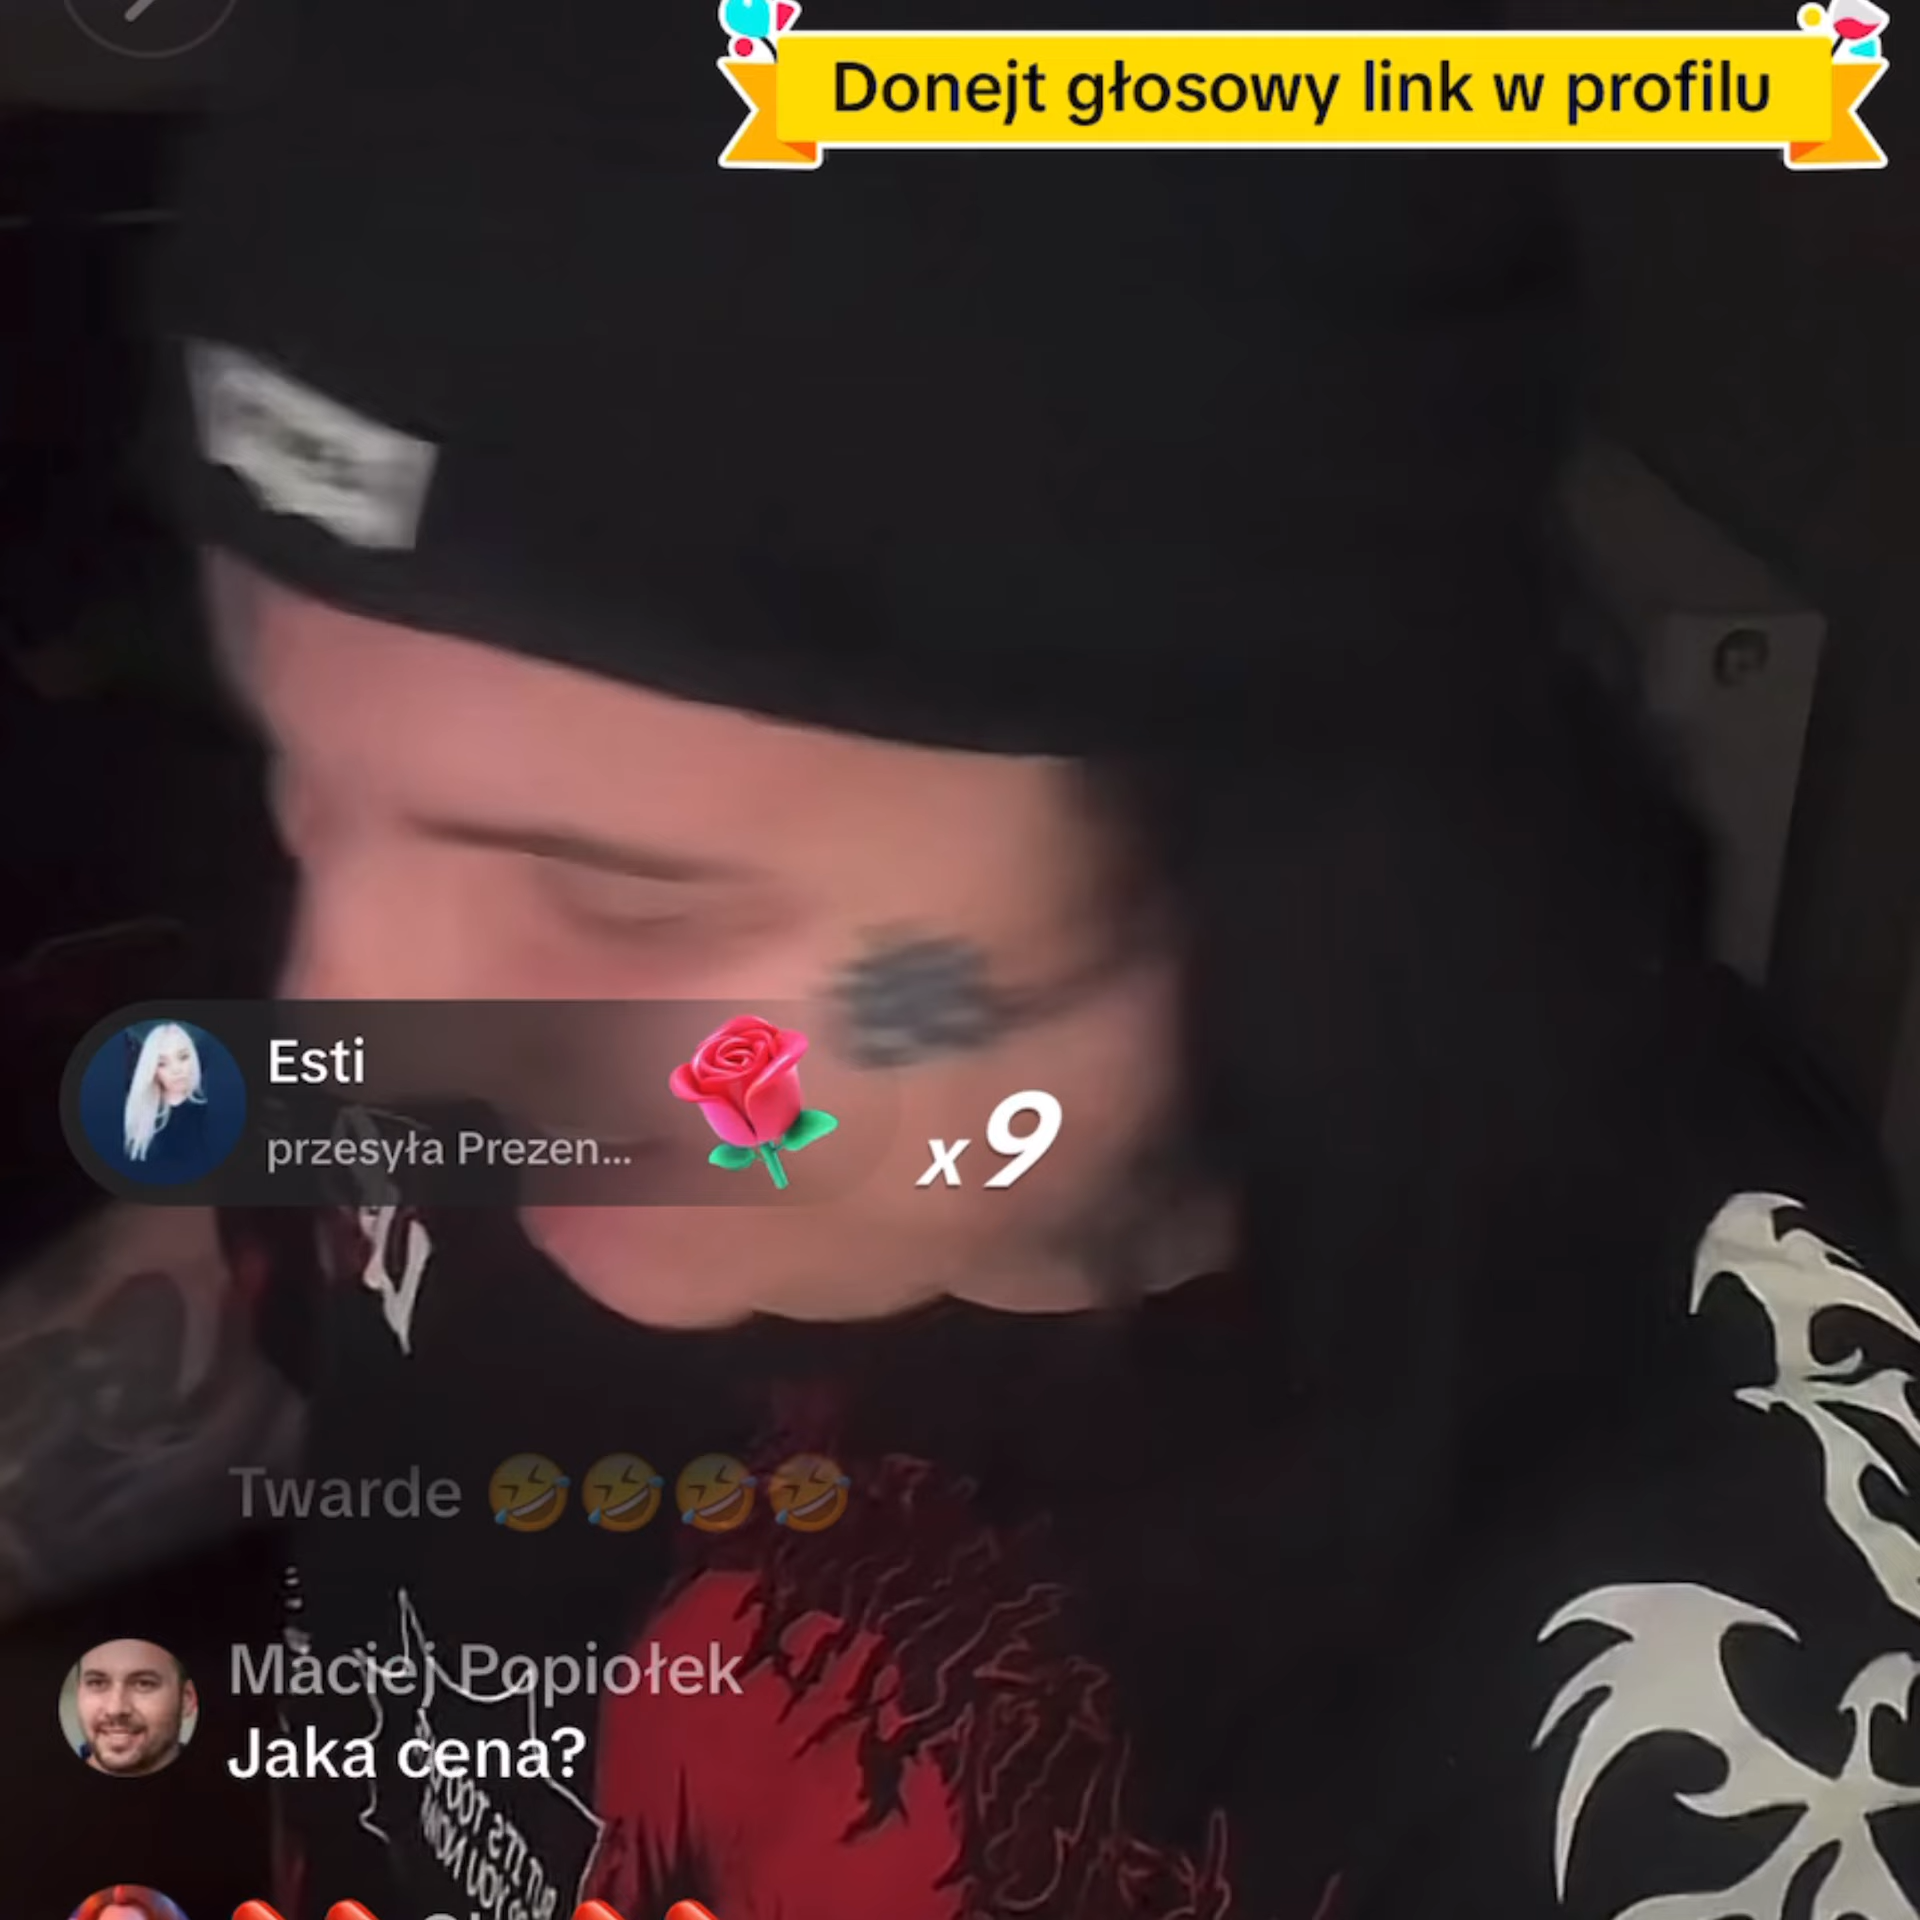 Donejt głosowy link w profilu
Esti
przesyła Prezen...
x9
Twarde 🤣🤣🤣🤣
Maciej Popiołek
Jaka cena?